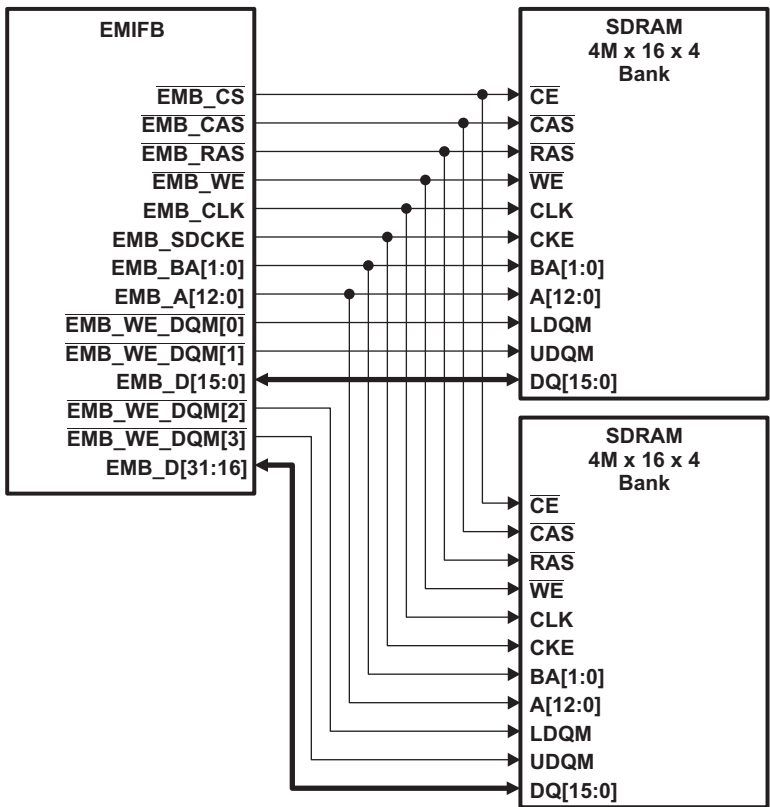 EMIFB
EMB_CS
EMB_CAS
EMB_RAS
EMB_WE
EMB_CLK
EMB_SDCKE
EMB_BA[1:0]
EMB_A[12:0]
EMB_WE_DQM[0]
EMB_WE_DQM[1]
EMB_D[15:0]
EMB_WE_DQM[2]
EMB_WE_DQM[3]
EMB_D[31:16]
SDRAM
4M x 16 x 4
Bank
CE
CAS
RAS
WE
CLK
CKE
BA[1:0]
A[12:0]
LDQM
UDQM
DQ[15:0]
SDRAM
4M x 16 x 4
Bank
CE
CAS
RAS
WE
CLK
CKE
BA[1:0]
A[12:0]
LDQM
UDQM
DQ[15:0]